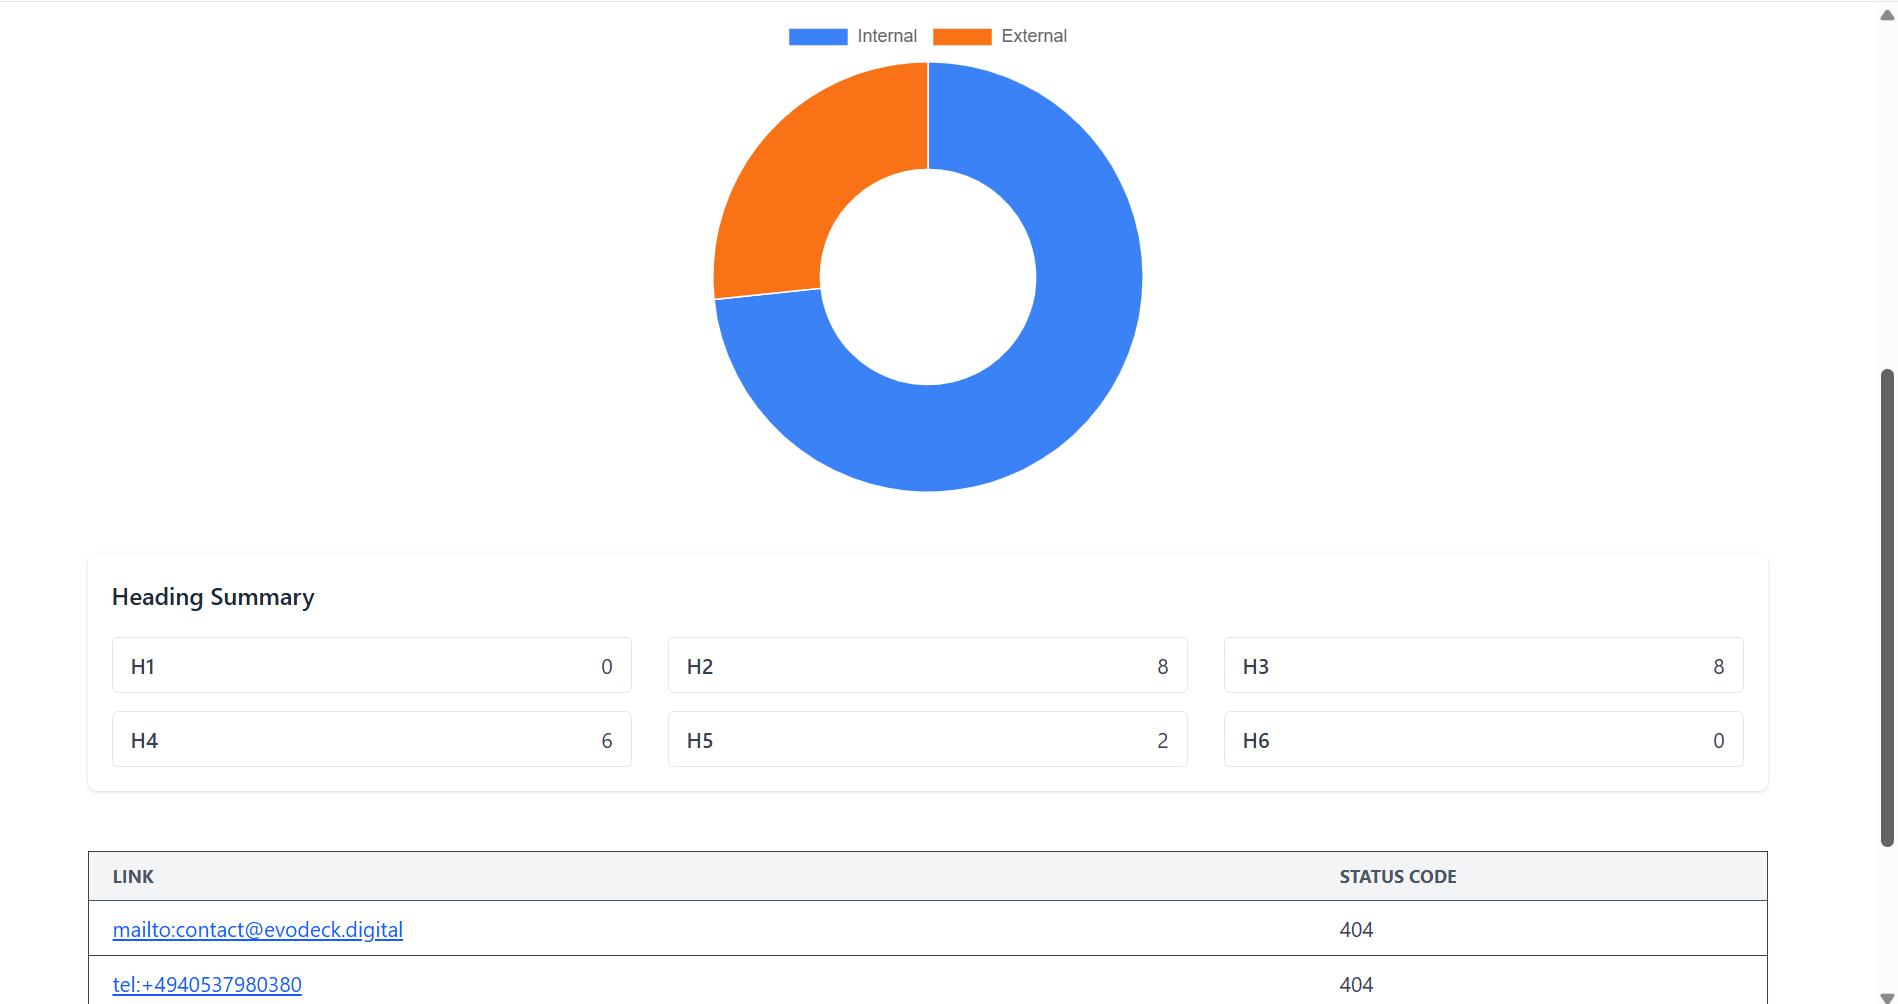 Internal External
Heading Summary
H1 0 H2 8 H3 8
H4 6 H5 2 H6 0
LINK STATUS CODE
mailto:contact@evodeck.digital 404
tel:+4940537980380 404